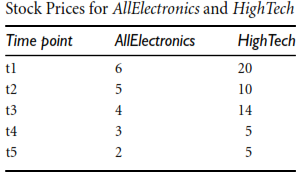 Stock Prices for AllElectronics and HighTech
Time point AllElectronics HighTech
t1 6 20
t2 5 10
t3 4 14
t4 3 5
t5 2 5